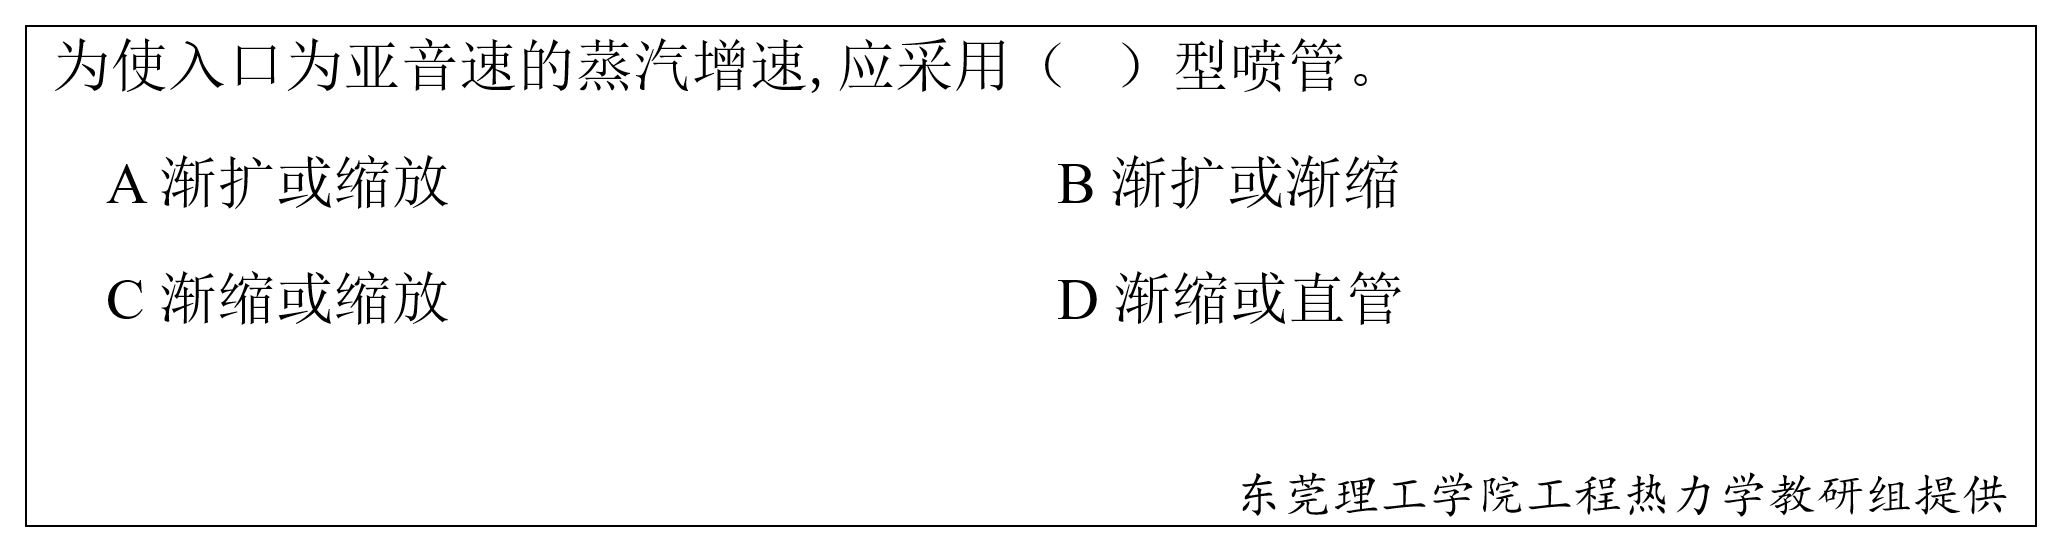 为使入口为亚音速的蒸汽增速,应采用（ ）型喷管。
A 渐扩或缩放 B 渐扩或渐缩
C 渐缩或缩放 D 渐缩或直管
东莞理工学院工程热力学教研组提供